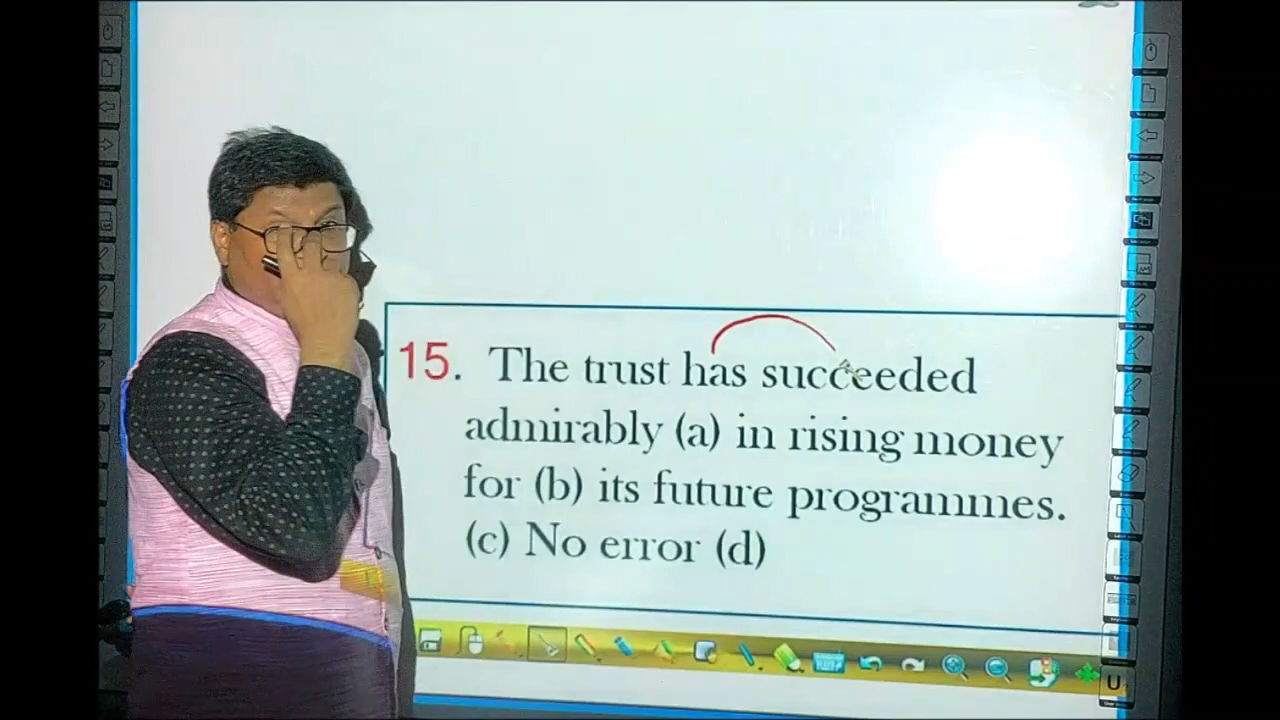 15. The trust has succeeded
admirably (a) in rising money
for (b) its future programmes.
(c) No error (d)
U